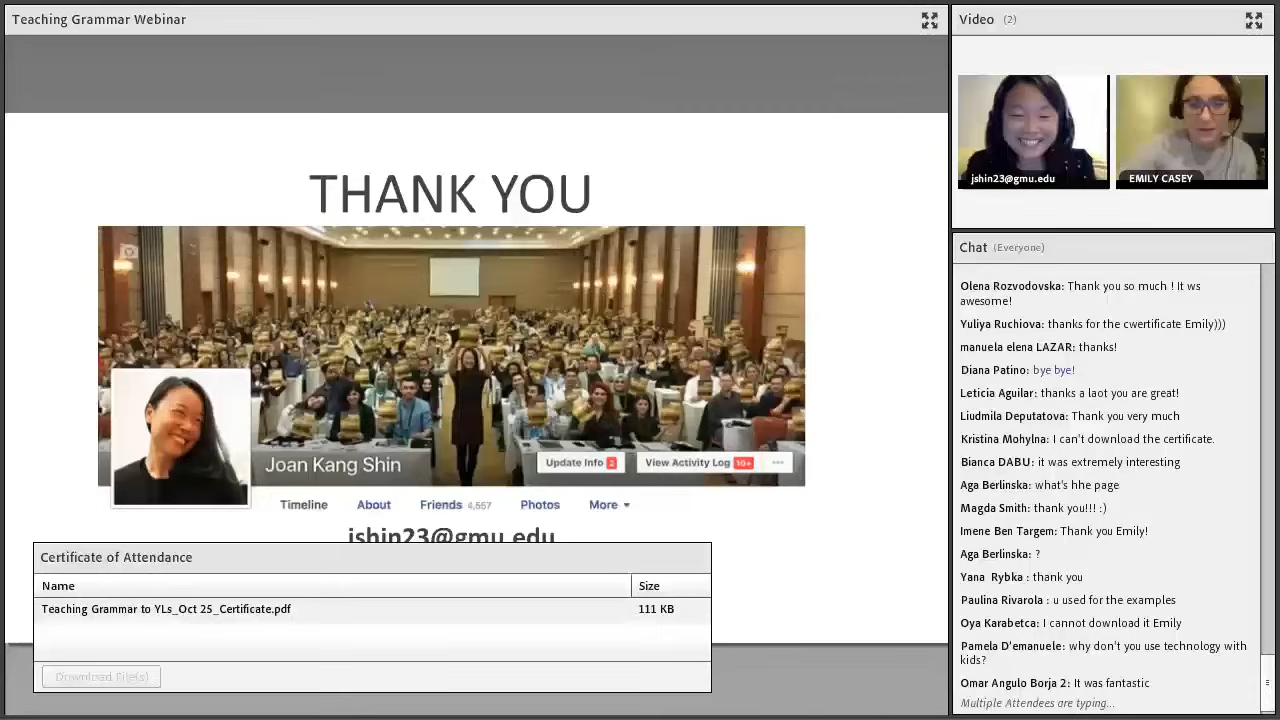 Teaching Grammar Webinar
THANK YOU
Joan Kang Shin
Update Info 2
View Activity Log 10+
Timeline
About
Friends 4,557
Photos
More
jshin23@gmu.edu
Certificate of Attendance
Name
Size
Teaching Grammar to YLs_Oct 25_Certificate.pdf
111 KB
Download File(s)
Video (2)
jshin23@gmu.edu
EMILY CASEY
Chat (Everyone)
Olena Rozvodovska: Thank you so much ! It ws
awesome!
Yuliya Ruchiova: thanks for the cwertificate Emily)))
manuela elena LAZAR: thanks!
Diana Patino: bye bye!
Leticia Aguilar: thanks a laot you are great!
Liudmila Deputatova: Thank you very much
Kristina Mohylna: I can't download the certificate.
Bianca DABU: it was extremely interesting
Aga Berlinska: what's hhe page
Magda Smith: thank you!!! :)
Imene Ben Targem: Thank you Emily!
Aga Berlinska: ?
Yana Rybka : thank you
Paulina Rivarola : u used for the examples
Oya Karabetca: I cannot download it Emily
Pamela D'emanuele: why don't you use technology with
kids?
Omar Angulo Borja 2: It was fantastic
Multiple Attendees are typing...